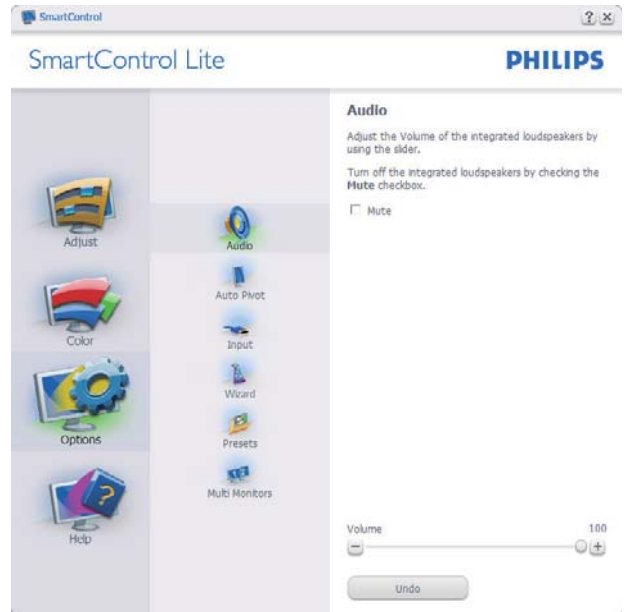 SmartControl
SmartControl Lite
PHILIPS
Adjust
Color
Options
Help
Audio
Auto Pivot
Input
Wizard
Presets
Multi Monitors
Audio
Adjust the Volume of the integrated loudspeakers by
using the slider.
Turn off the integrated loudspeakers by checking the
Mute checkbox.
Mute
Volume 100
Undo